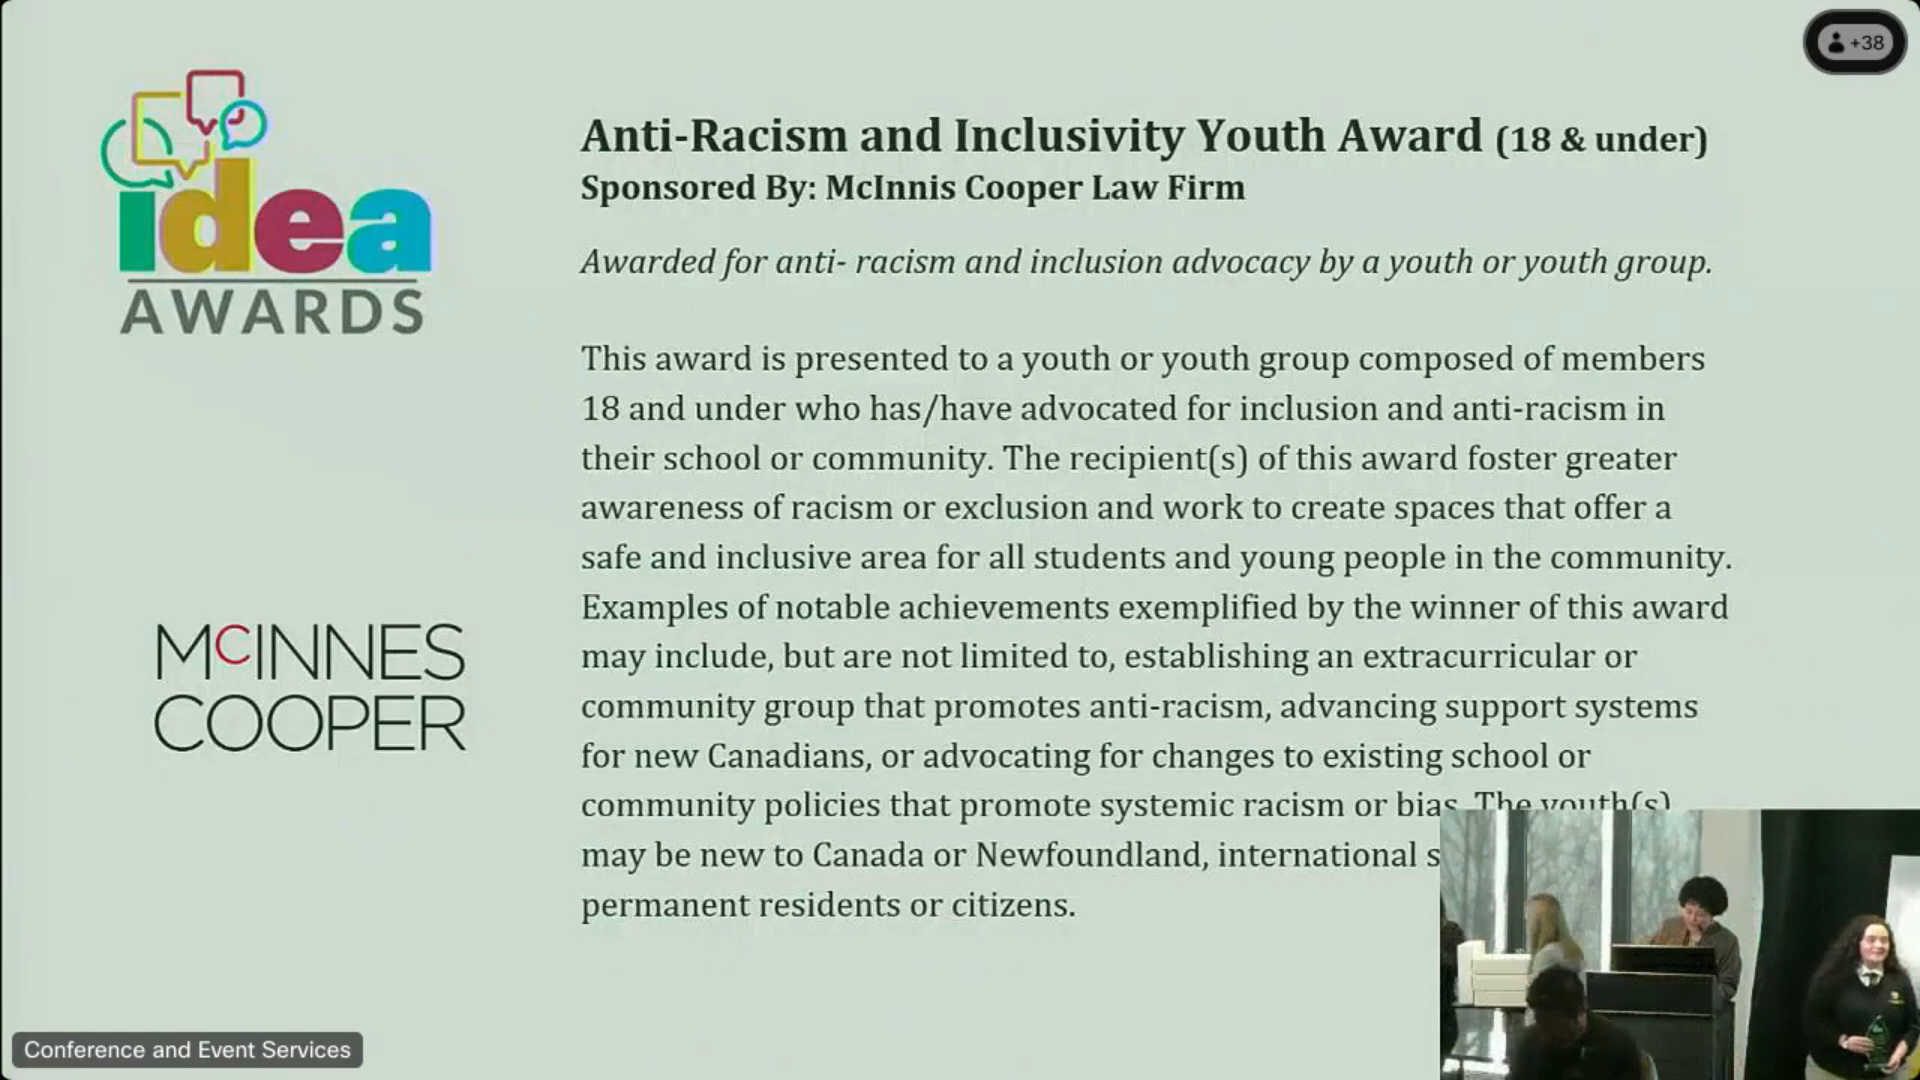 +38
idea
AWARDS
Anti-Racism and Inclusivity Youth Award (18 & under)
Sponsored By: McInnis Cooper Law Firm
Awarded for anti- racism and inclusion advocacy by a youth or youth group.
This award is presented to a youth or youth group composed of members
18 and under who has/have advocated for inclusion and anti-racism in
their school or community. The recipient(s) of this award foster greater
awareness of racism or exclusion and work to create spaces that offer a
safe and inclusive area for all students and young people in the community.
Examples of notable achievements exemplified by the winner of this award
may include, but are not limited to, establishing an extracurricular or
community group that promotes anti-racism, advancing support systems
for new Canadians, or advocating for changes to existing school or
community policies that promote systemic racism or bias. The youth(s)
may be new to Canada or Newfoundland, international s
permanent residents or citizens.
McINNES
COOPER
Conference and Event Services